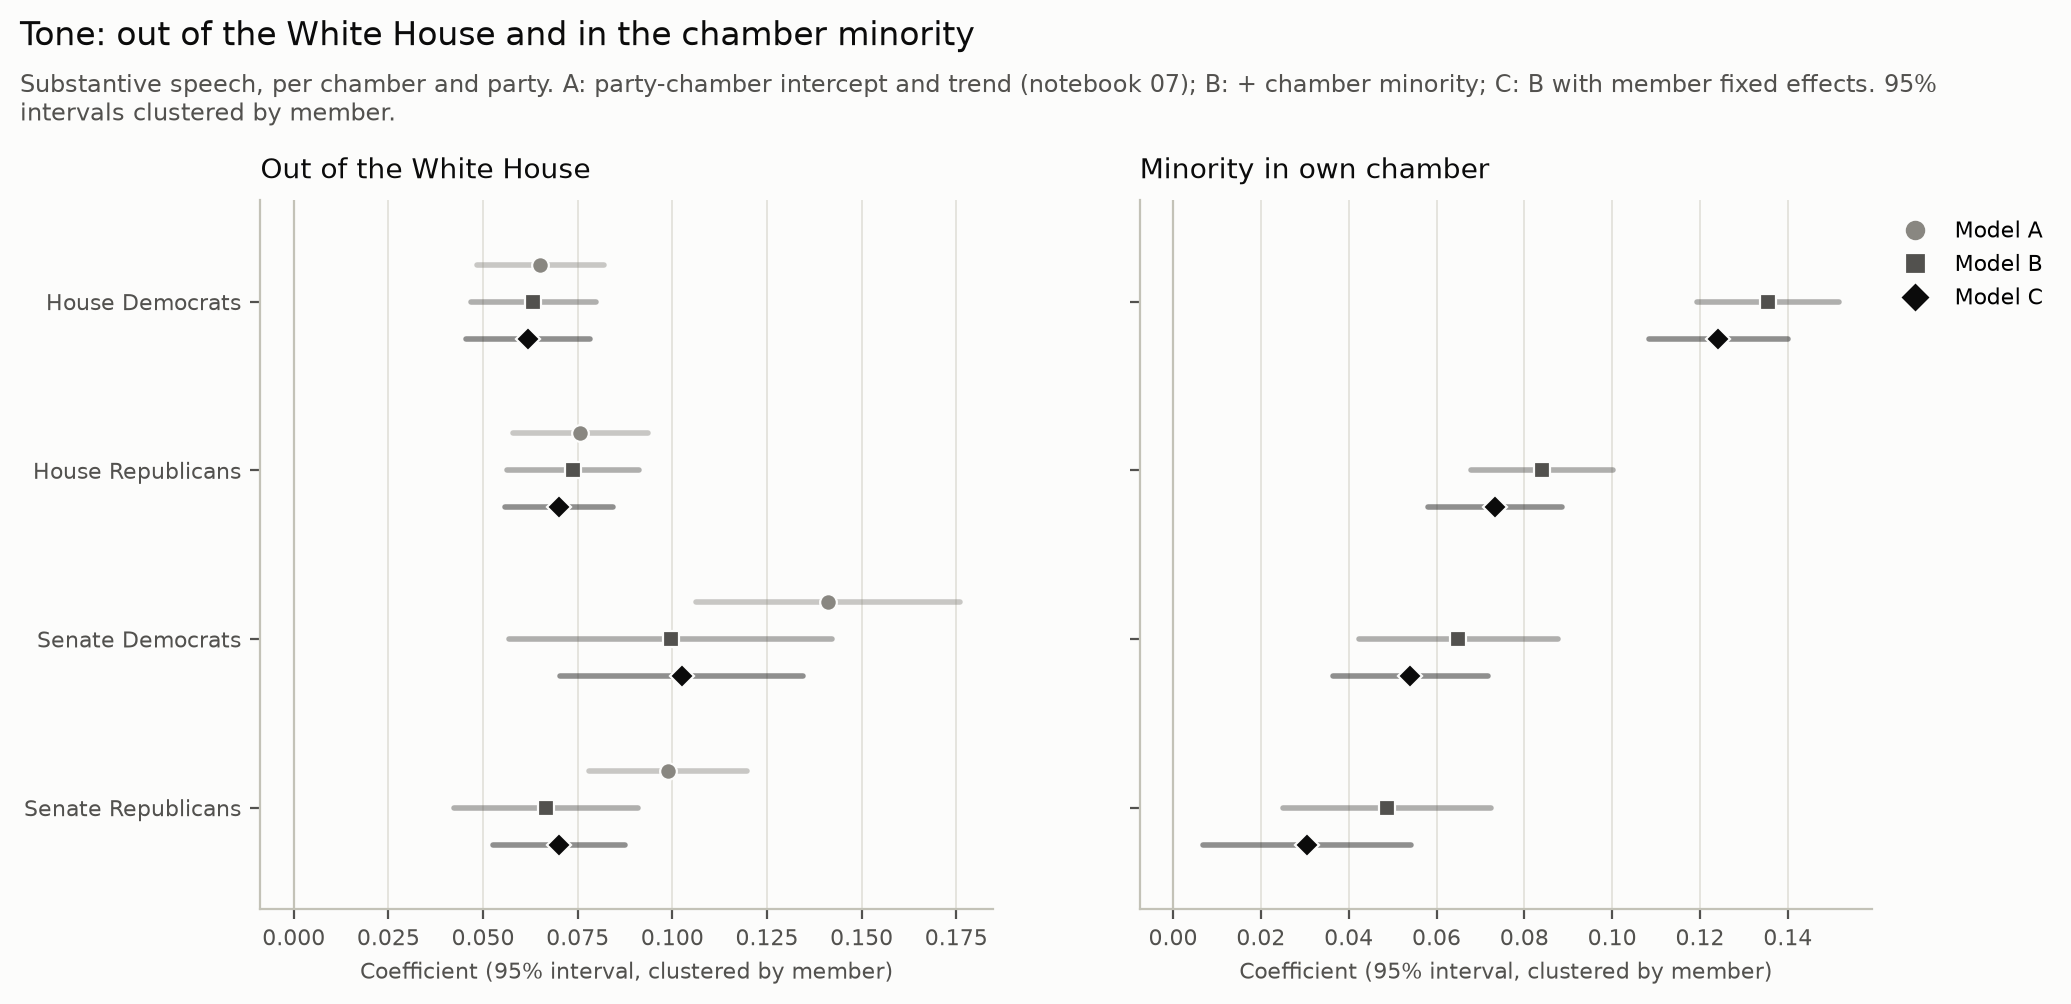 Tone: out of the White House and in the chamber minority
Substantive speech, per chamber and party. A: party-chamber intercept and trend (notebook 07); B: + chamber minority; C: B with member fixed effects. 95%
intervals clustered by member.
Out of the White House
Minority in own chamber
Model A
Model B
Model C
House Democrats
House Republicans
Senate Democrats
Senate Republicans
0.000 0.025 0.050 0.075 0.100 0.125 0.150 0.175
0.00 0.02 0.04 0.06 0.08 0.10 0.12 0.14
Coefficient (95% interval, clustered by member)
Coefficient (95% interval, clustered by member)